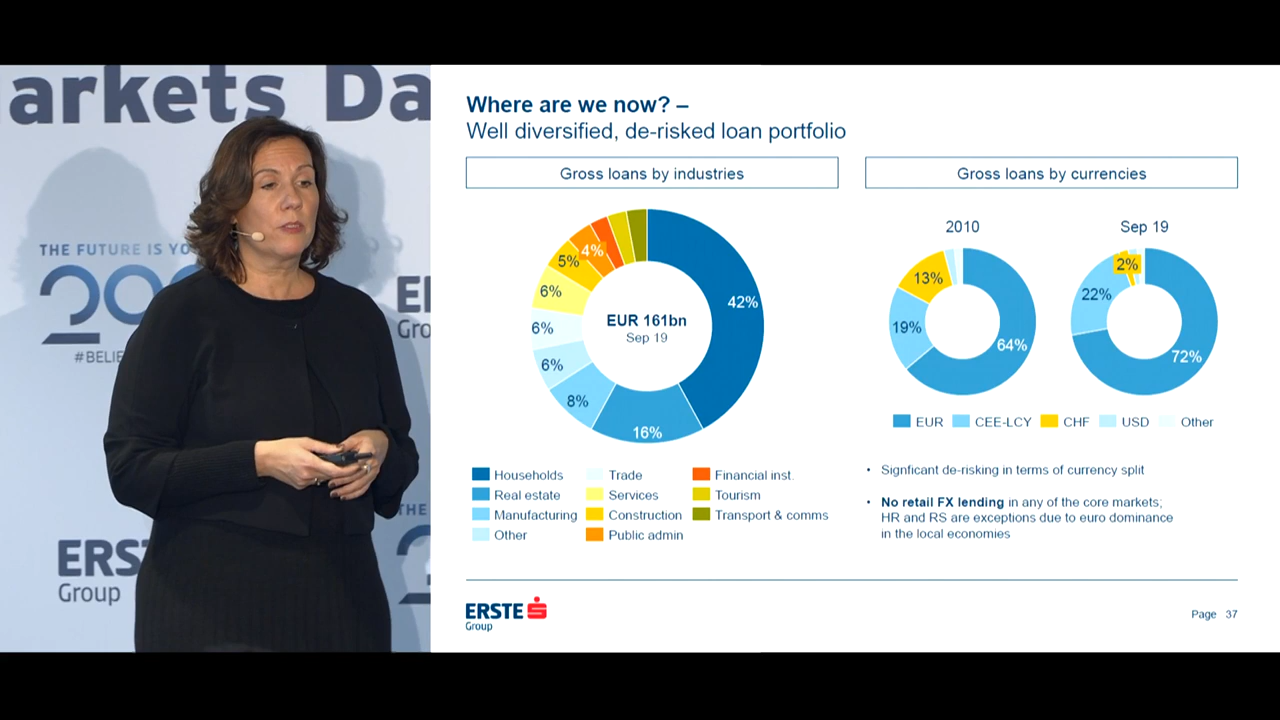 arkets Da
THE FUTURE IS YO
20
#BELIE
ERS
Group
Where are we now? –
Well diversified, de-risked loan portfolio
Gross loans by industries
4%
5%
6%
6%
6%
8%
16%
42%
EUR 161bn
Sep 19
Households
Real estate
Manufacturing
Other
Trade
Services
Construction
Public admin
Financial inst.
Tourism
Transport & comms
Gross loans by currencies
2010
13%
19%
64%
Sep 19
2%
22%
72%
EUR CEE-LCY CHF USD Other
• Signficant de-risking in terms of currency split
• No retail FX lending in any of the core markets;
HR and RS are exceptions due to euro dominance
in the local economies
ERSTE
Group
Page 37